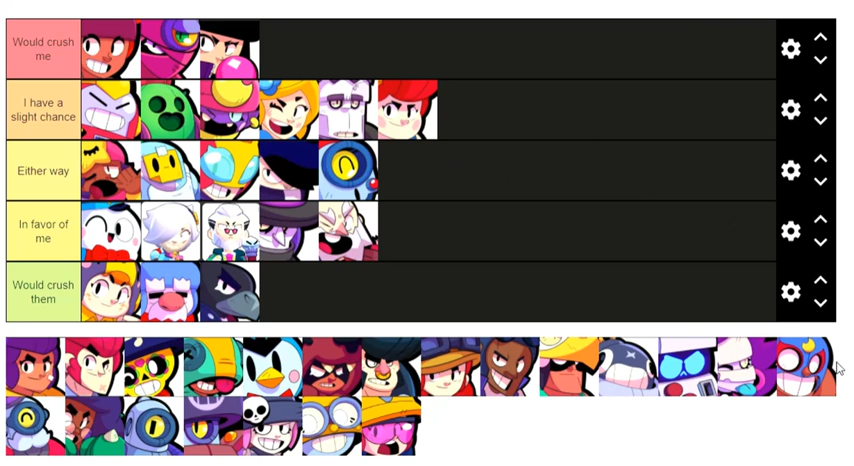 Would crush
me
I have a
slight chance
Either way
In favor of
me
Would crush
them